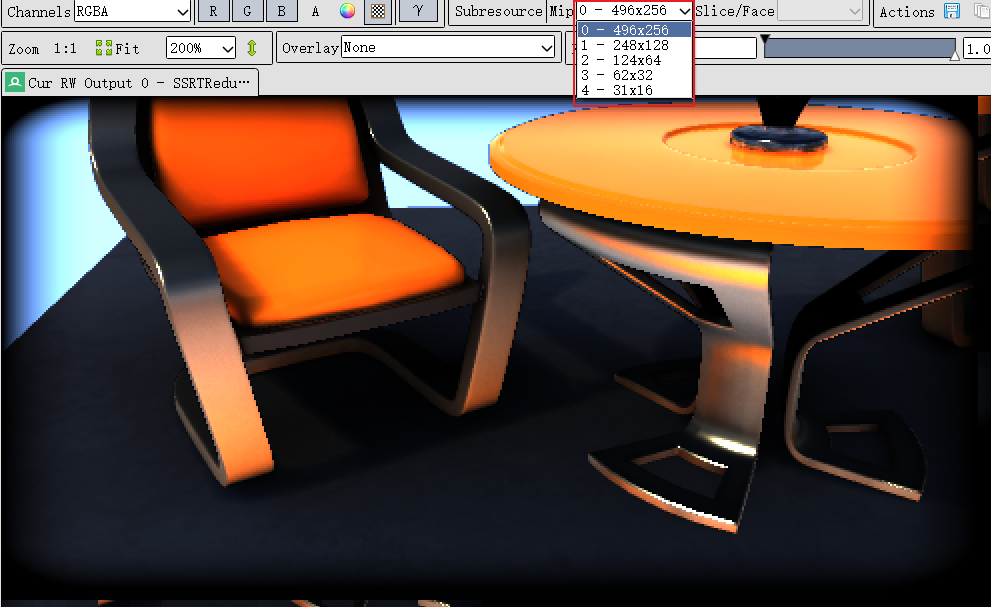 Channels RGBA R G B A γ Subresource Mip 0 - 496x256 Slice/Face Actions
Zoom 1:1 Fit 200% Overlay None 1.0
0 - 496x256
1 - 248x128
2 - 124x64
3 - 62x32
4 - 31x16
Cur RW Output 0 - SSRTRedu···